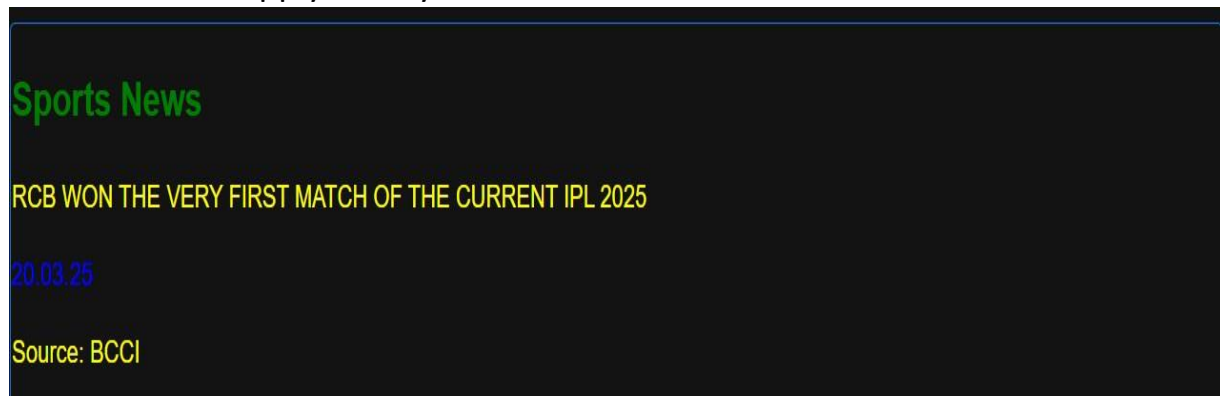 Sports News
RCB WON THE VERY FIRST MATCH OF THE CURRENT IPL 2025
20.03.25
Source: BCCI